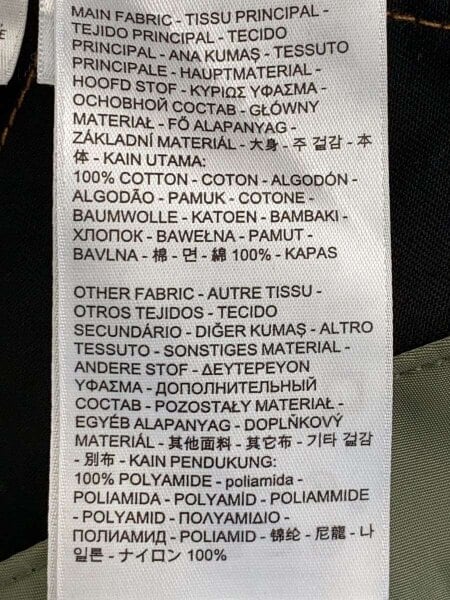 MAIN FABRIC - TISSU PRINCIPAL -
TEJIDO PRINCIPAL - TECIDO
PRINCIPAL - ANA KUMAŞ - TESSUTO
PRINCIPALE - HAUPTMATERIAL -
HOOFD STOF - ΚΥΡΙΩΣ ΥΦΑΣΜΑ -
ОСНОВНОЙ СОСТАВ - GŁÓWNY
MATERIAŁ - FŐ ALAPANYAG -
ZÁKLADNÍ MATERIÁL - 大身 - 주 겉감 - 本
体 - KAIN UTAMA:
100% COTTON - COTON - ALGODÓN -
ALGODÃO - PAMUK - COTONE -
BAUMWOLLE - KATOEN - BAMBAKI -
ХЛОПОК - BAWEŁNA - PAMUT -
BAVLNA - 棉 - 면 - 綿 100% - KAPAS
OTHER FABRIC - AUTRE TISSU -
OTROS TEJIDOS - TECIDO
SECUNDÁRIO - DIĞER KUMAŞ - ALTRO
TESSUTO - SONSTIGES MATERIAL -
ANDERE STOF - ΔΕΥΤΕΡΕΥΟΝ
ΥΦΑΣΜΑ - ДОПОЛНИТЕЛЬНЫЙ
СОСТАВ - POZOSTAŁY MATERIAŁ -
EGYÉB ALAPANYAG - DOPLŇKOVÝ
MATERIÁL - 其他面料 - 其它布 - 기타 겉감
- 別布 - KAIN PENDUKUNG:
100% POLYAMIDE - poliamida -
POLIAMIDA - POLYAMİD - POLIAMMIDE
- POLYAMID - ΠΟΛΥΑΜΙΔΙΟ -
ПОЛИАМИД - POLYAMID - 锦纶 - 尼龍 - 나
일론 - ナイロン 100%